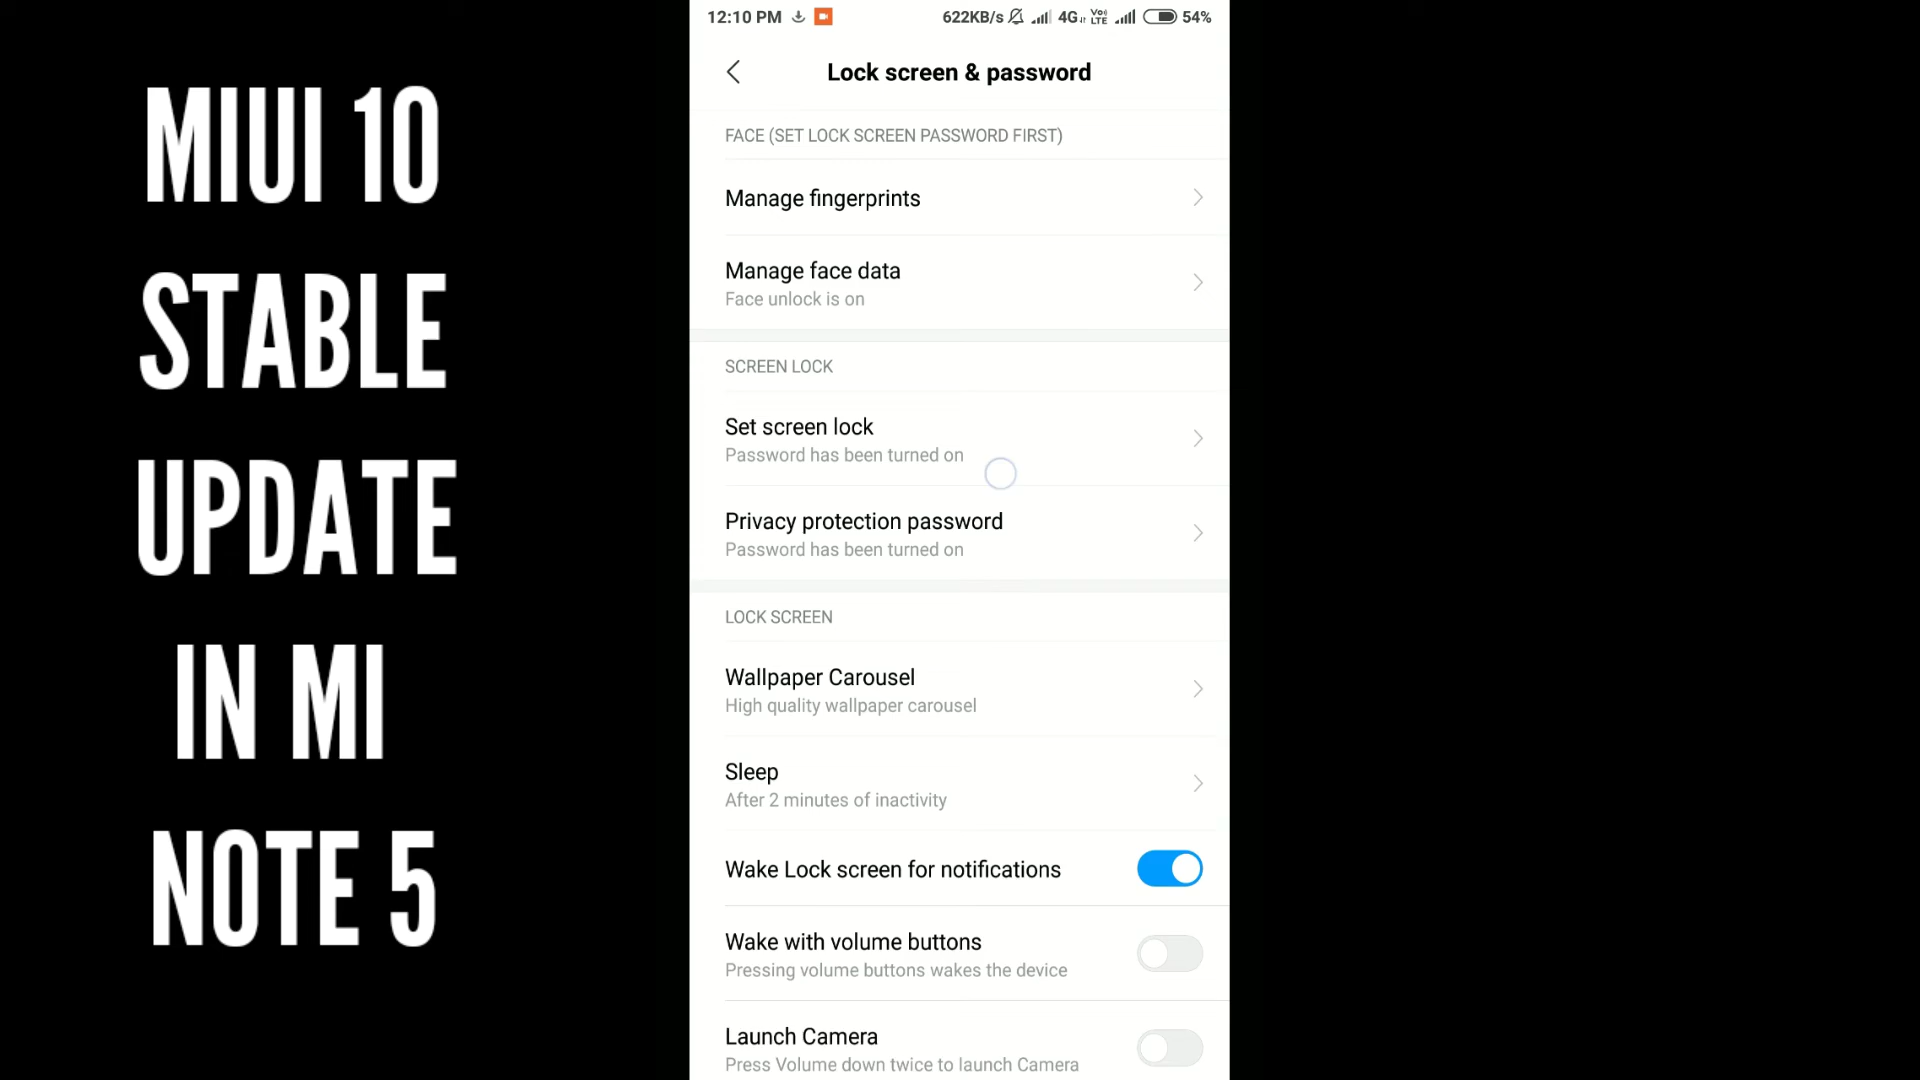 MIUI 10
STABLE
UPDATE
IN MI
NOTE 5
12:10 PM 622KB/s 4G Vo LTE 54%
Lock screen & password
FACE (SET LOCK SCREEN PASSWORD FIRST)
Manage fingerprints
Manage face data
Face unlock is on
SCREEN LOCK
Set screen lock
Password has been turned on
Privacy protection password
Password has been turned on
LOCK SCREEN
Wallpaper Carousel
High quality wallpaper carousel
Sleep
After 2 minutes of inactivity
Wake Lock screen for notifications
Wake with volume buttons
Pressing volume buttons wakes the device
Launch Camera
Press Volume down twice to launch Camera